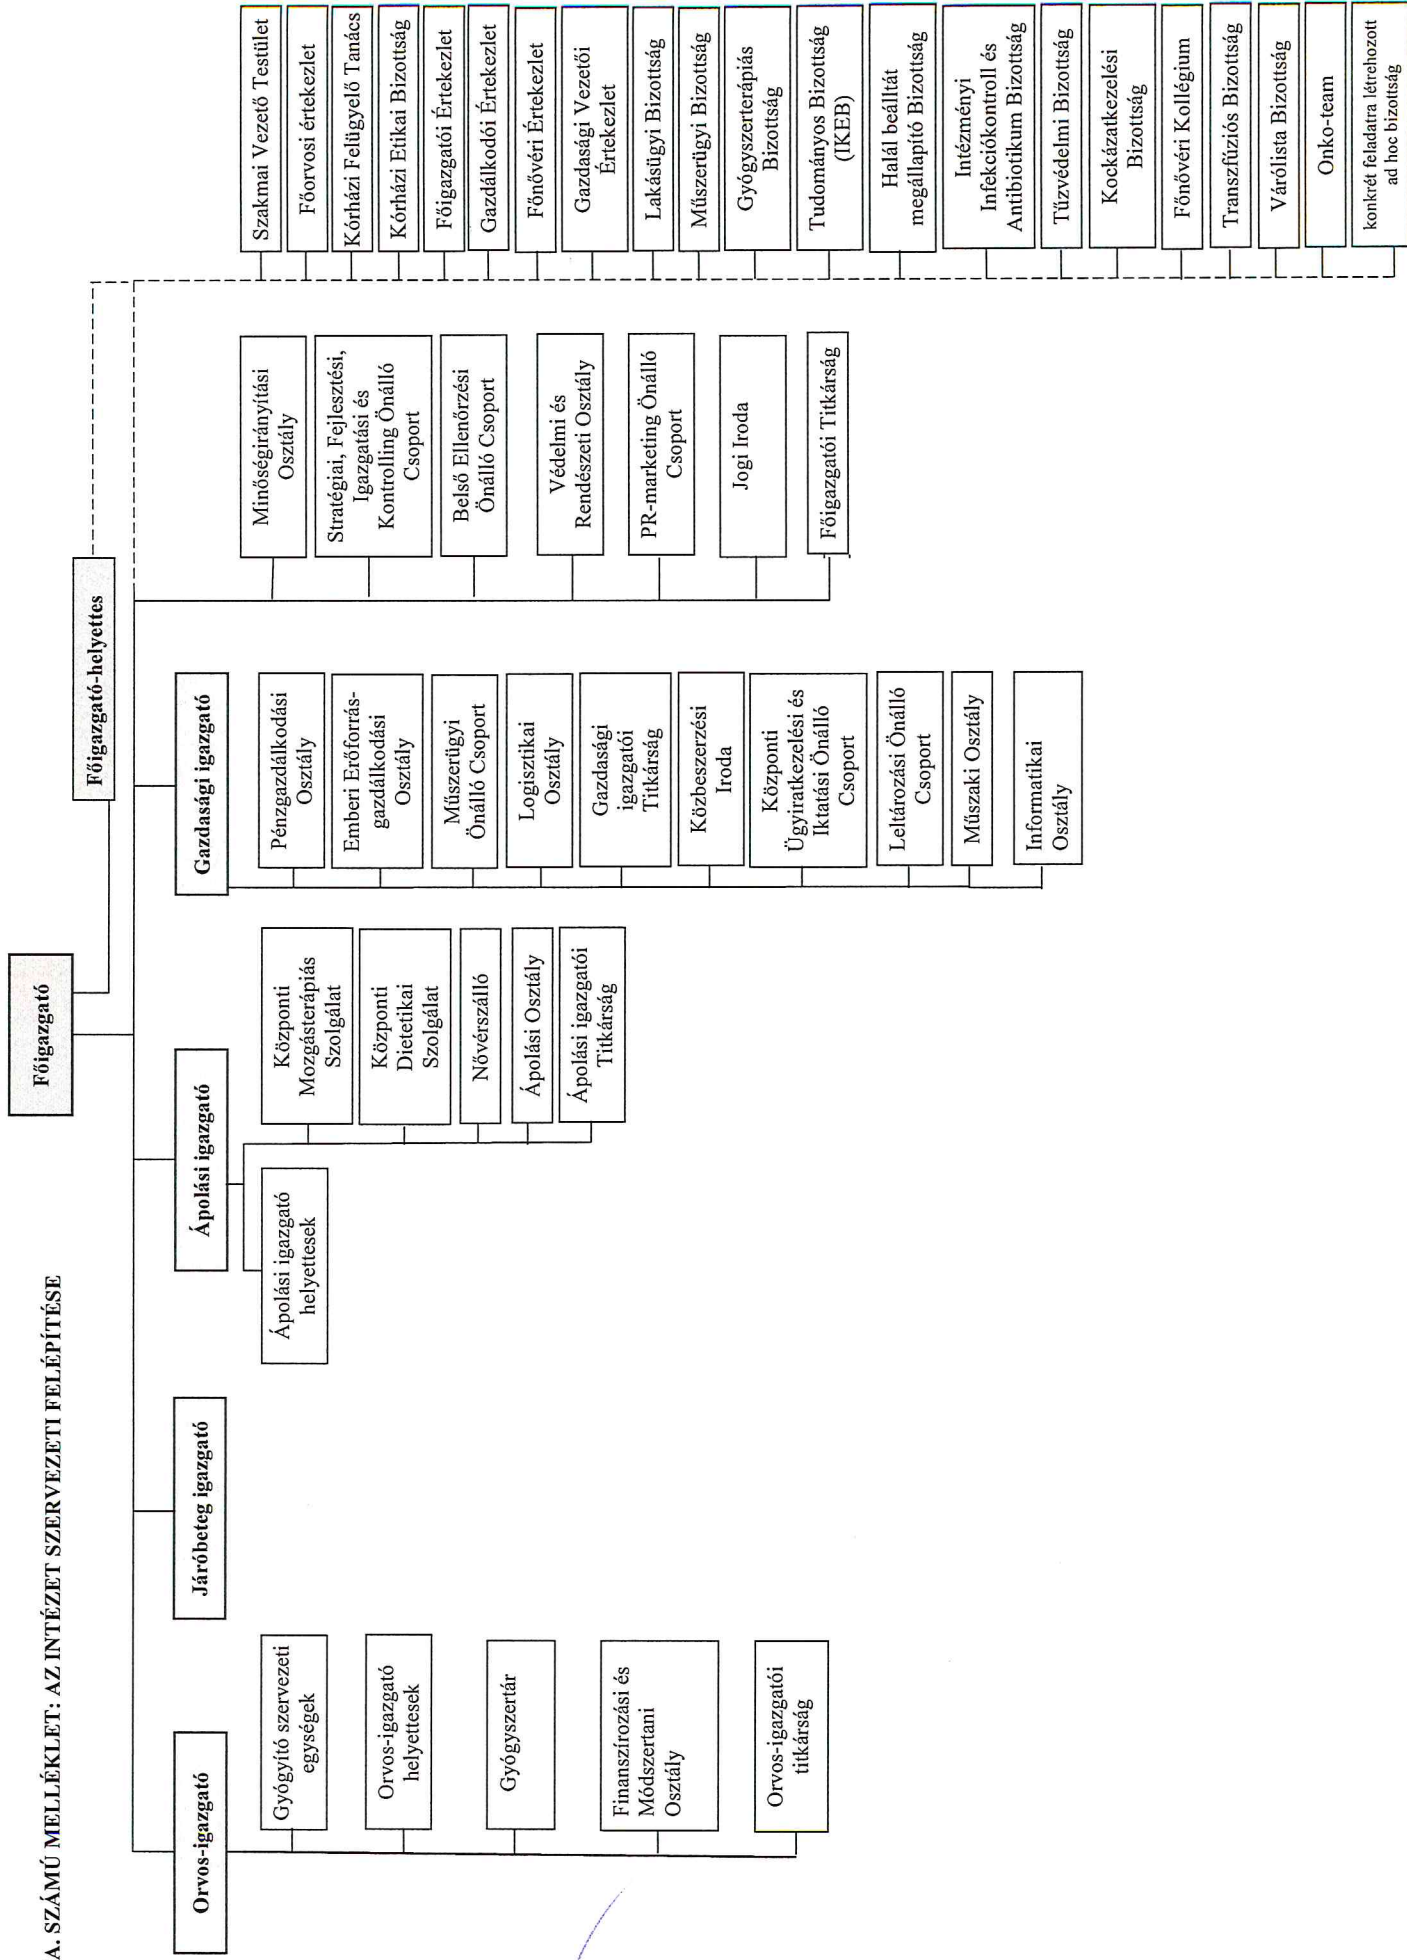 A. SZÁMÚ MELLÉKLET: AZ INTÉZET SZERVEZETI FELÉPÍTÉSE
Főigazgató
Főigazgató-helyettes
Orvos-igazgató
Gyógyító szervezeti
egységek
Orvos-igazgató
helyettesek
Gyógyszertár
Finanszírozási és
Módszertani
Osztály
Orvos-igazgatói
titkárság
Járóbeteg igazgató
Ápolási igazgató
Ápolási igazgató
helyettesek
Központi
Mozgásterápiás
Szolgálat
Központi
Dietetikai
Szolgálat
Nővérszálló
Ápolási Osztály
Ápolási igazgatói
Titkárság
Gazdasági igazgató
Pénzgazdálkodási
Osztály
Emberi Erőforrás-
gazdálkodási
Osztály
Műszerügyi
Önálló Csoport
Logisztikai
Osztály
Gazdasági
igazgatói
Titkárság
Közbeszerzési
Iroda
Központi
Ügyiratkezelési és
Iktatási Önálló
Csoport
Leltározási Önálló
Csoport
Műszaki Osztály
Informatikai
Osztály
Minőségirányítási
Osztály
Stratégiai, Fejlesztési,
Igazgatási és
Kontrolling Önálló
Csoport
Belső Ellenőrzési
Önálló Csoport
Védelmi és
Rendészeti Osztály
PR-marketing Önálló
Csoport
Jogi Iroda
Főigazgatói Titkárság
Szakmai Vezető Testület
Főorvosi értekezlet
Kórházi Felügyelő Tanács
Kórházi Etikai Bizottság
Főigazgatói Értekezlet
Gazdálkodói Értekezlet
Főnővéri Értekezlet
Gazdasági Vezetői
Értekezlet
Lakásügyi Bizottság
Műszerügyi Bizottság
Gyógyszerterápiás
Bizottság
Tudományos Bizottság
(IKEB)
Halál beálltát
megállapító Bizottság
Intézményi
Infekciókontroll és
Antibiotikum Bizottság
Tűzvédelmi Bizottság
Kockázatkezelési
Bizottság
Főnővéri Kollégium
Transzfúziós Bizottság
Várólista Bizottság
Onko-team
konkrét feladatra létrehozott
ad hoc bizottság